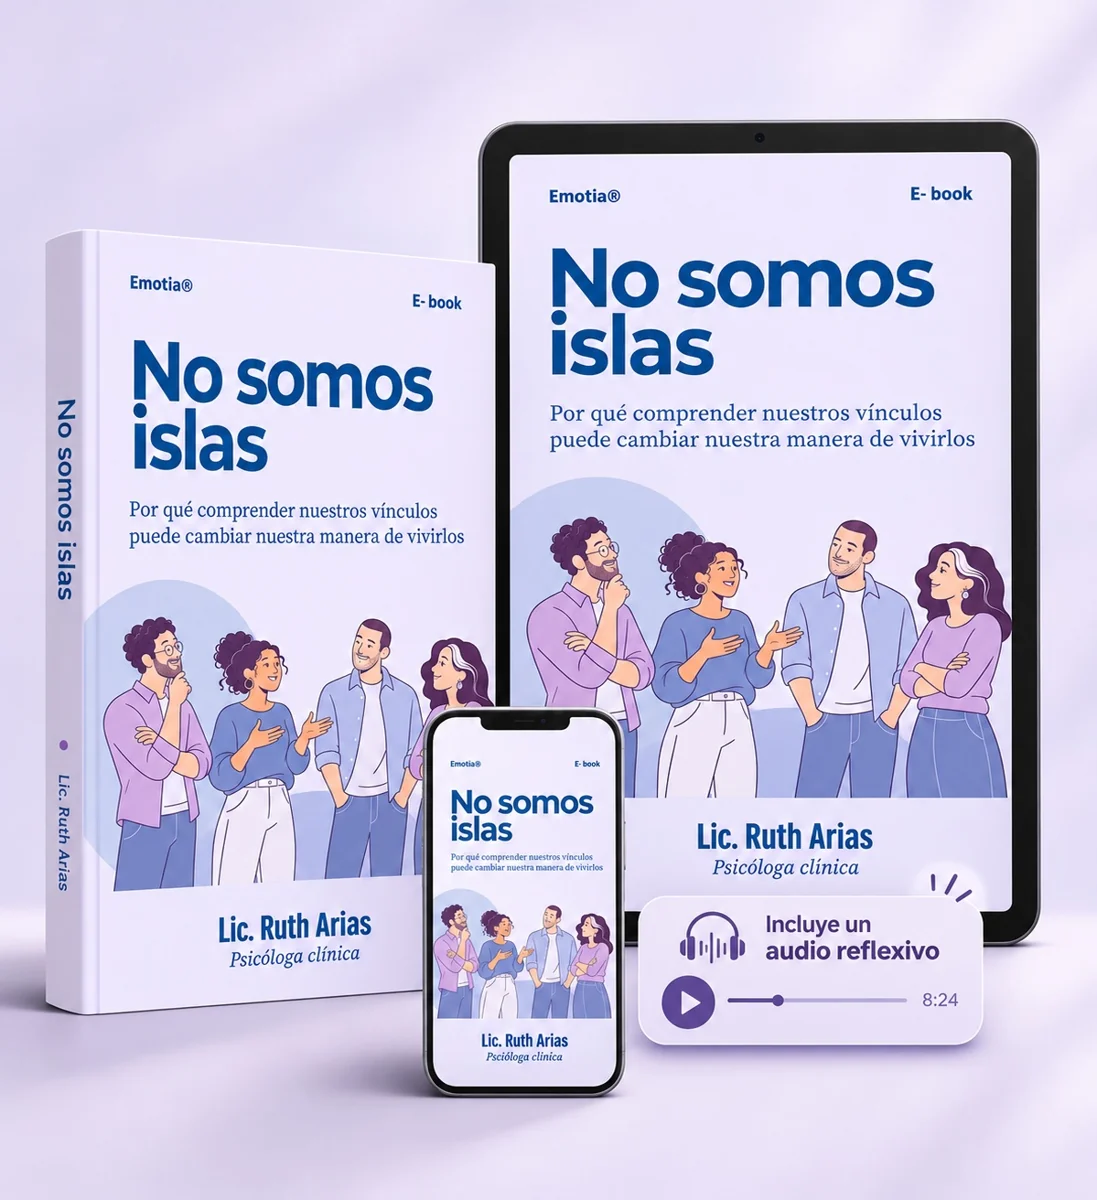 Emotia®
E- book
No somos
islas
Por qué comprender nuestros vínculos
puede cambiar nuestra manera de vivirlos
Lic. Ruth Arias
Psicóloga clínica
No somos islas
Lic. Ruth Arias
Emotia®
E- book
No somos
islas
Por qué comprender nuestros vínculos
puede cambiar nuestra manera de vivirlos
Lic. Ruth Arias
Psicóloga clínica
Emotia®
E- book
No somos
islas
Por qué comprender nuestros vínculos
puede cambiar nuestra manera de vivirlos
Lic. Ruth Arias
Pscióloga clínica
Incluye un
audio reflexivo
8:24